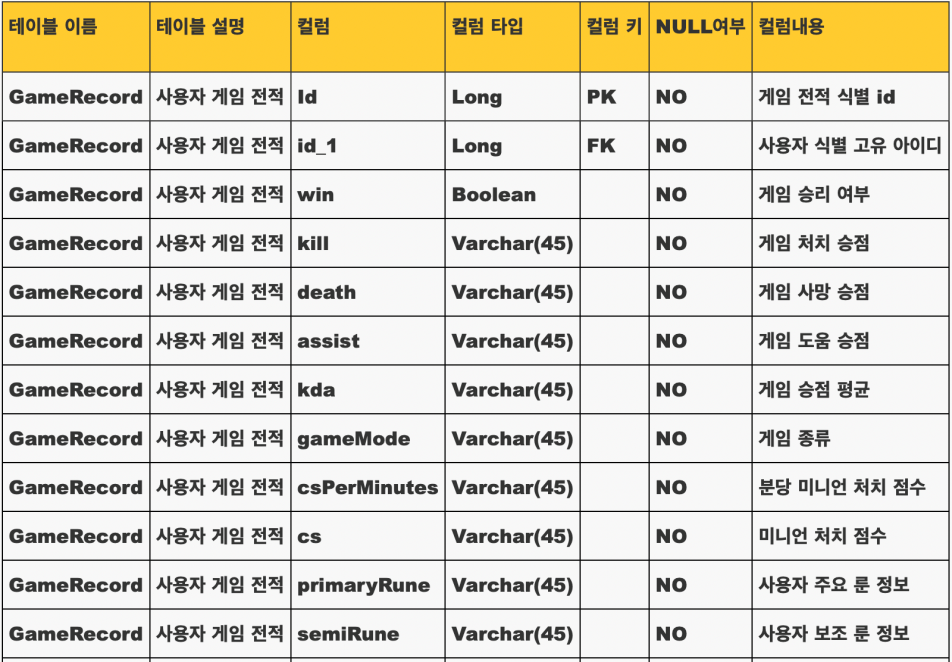 테이블 이름 테이블 설명 컬럼 컬럼 타입 컬럼 키 NULL여부 컬럼내용
GameRecord 사용자 게임 전적 Id Long PK NO 게임 전적 식별 id
GameRecord 사용자 게임 전적 id_1 Long FK NO 사용자 식별 고유 아이디
GameRecord 사용자 게임 전적 win Boolean NO 게임 승리 여부
GameRecord 사용자 게임 전적 kill Varchar(45) NO 게임 처치 승점
GameRecord 사용자 게임 전적 death Varchar(45) NO 게임 사망 승점
GameRecord 사용자 게임 전적 assist Varchar(45) NO 게임 도움 승점
GameRecord 사용자 게임 전적 kda Varchar(45) NO 게임 승점 평균
GameRecord 사용자 게임 전적 gameMode Varchar(45) NO 게임 종류
GameRecord 사용자 게임 전적 csPerMinutes Varchar(45) NO 분당 미니언 처치 점수
GameRecord 사용자 게임 전적 cs Varchar(45) NO 미니언 처치 점수
GameRecord 사용자 게임 전적 primaryRune Varchar(45) NO 사용자 주요 룬 정보
GameRecord 사용자 게임 전적 semiRune Varchar(45) NO 사용자 보조 룬 정보